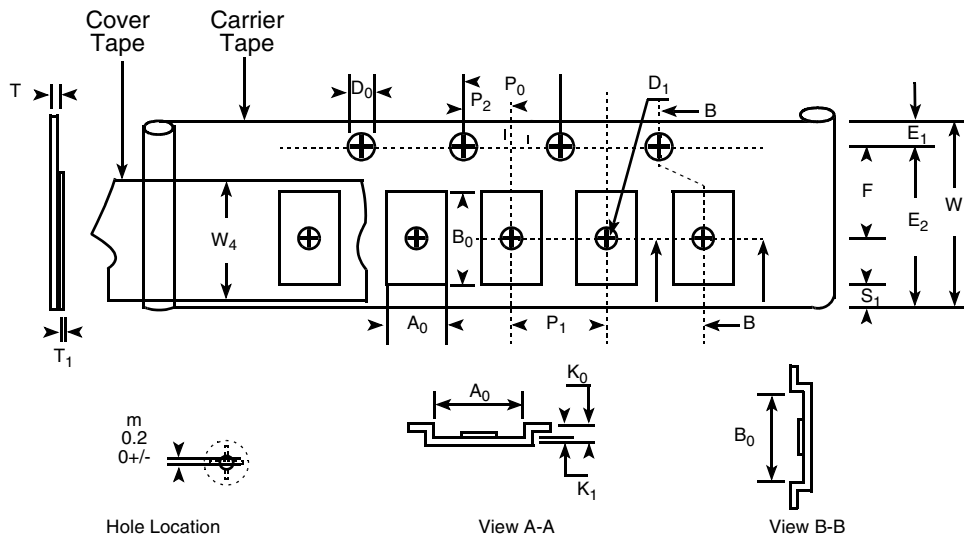 Cover
Tape
Carrier
Tape
T
D0
P2
P0
D1
B
E1
F
W
E2
W4
B0
S1
A0
P1
B
T1
m
0.2
0+/-
Hole Location
A0
K0
K1
View A-A
B0
View B-B